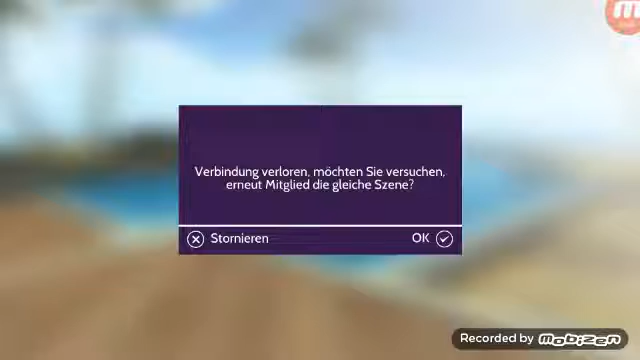 Verbindung verloren, möchten Sie versuchen,
erneut Mitglied die gleiche Szene?
Stornieren
OK
Recorded by mobizen